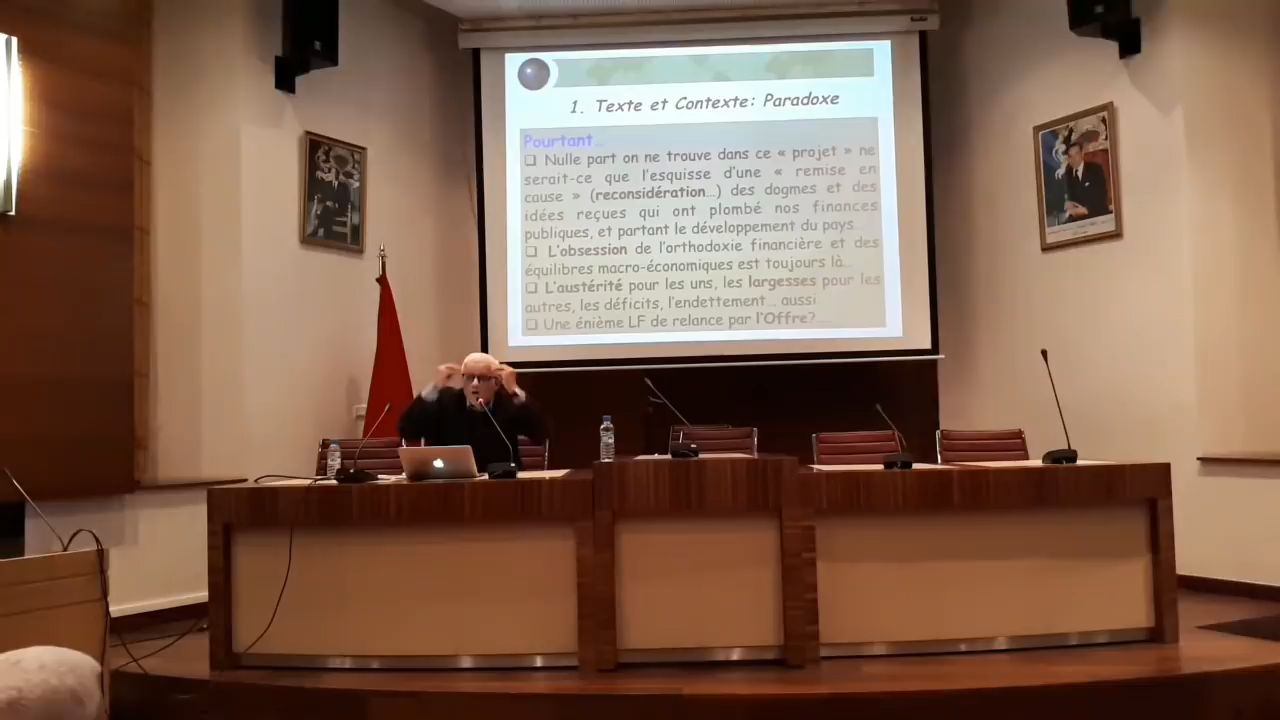 1. Texte et Contexte: Paradoxe
Pourtant...
❑ Nulle part on ne trouve dans ce « projet » ne
serait-ce que l'esquisse d'une « remise en
cause » (reconsidération...) des dogmes et des
idées reçues qui ont plombé nos finances
publiques, et partant le développement du pays...
❑ L'obsession de l'orthodoxie financière et des
équilibres macro-économiques est toujours là...
❑ L'austérité pour les uns, les largesses pour les
autres, les déficits, l'endettement... aussi
❑ Une énième LF de relance par l'Offre?...